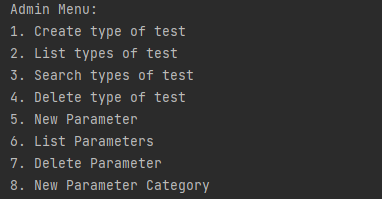 Admin Menu:
1. Create type of test
2. List types of test
3. Search types of test
4. Delete type of test
5. New Parameter
6. List Parameters
7. Delete Parameter
8. New Parameter Category